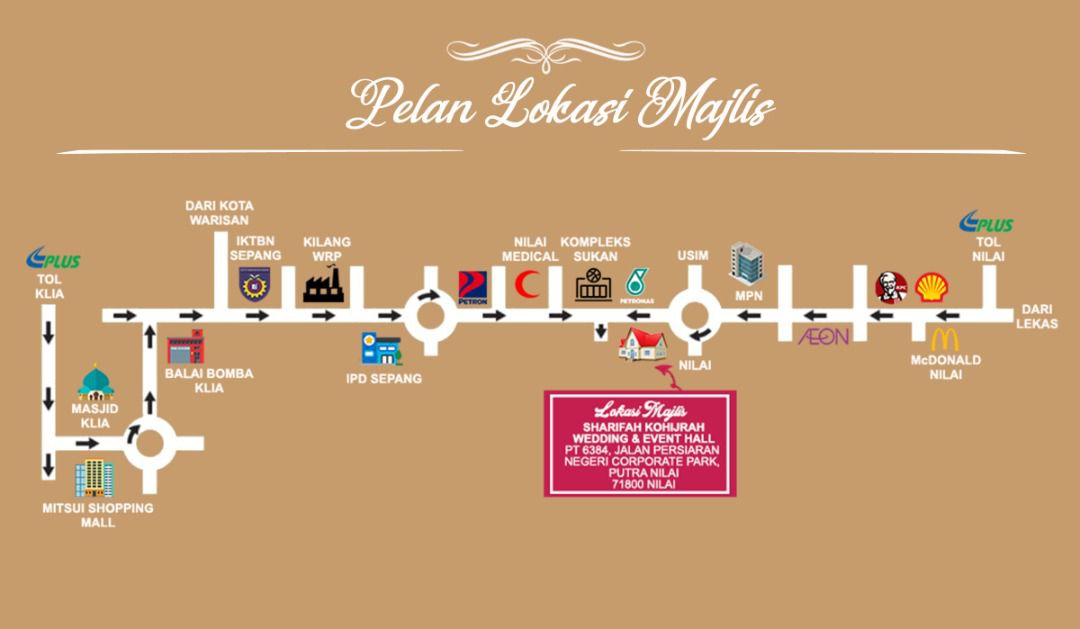 Pelan Lokasi Majlis
DARI KOTA
WARISAN
IKTBN
SEPANG
KILANG
WRP
NILAI
MEDICAL
KOMPLEKS
SUKAN
USIM
PLUS
TOL
NILAI
PLUS
TOL
KLIA
PETRON
PETRONAS
MPN
KFC
DARI
LEKAS
AEON
McDONALD
NILAI
BALAI BOMBA
KLIA
IPD SEPANG
NILAI
MASJID
KLIA
MITSUI SHOPPING
MALL
Lokasi Majlis
SHARIFAH KOHIJRAH
WEDDING & EVENT HALL
PT 6384, JALAN PERSIARAN
NEGERI CORPORATE PARK,
PUTRA NILAI
71800 NILAI